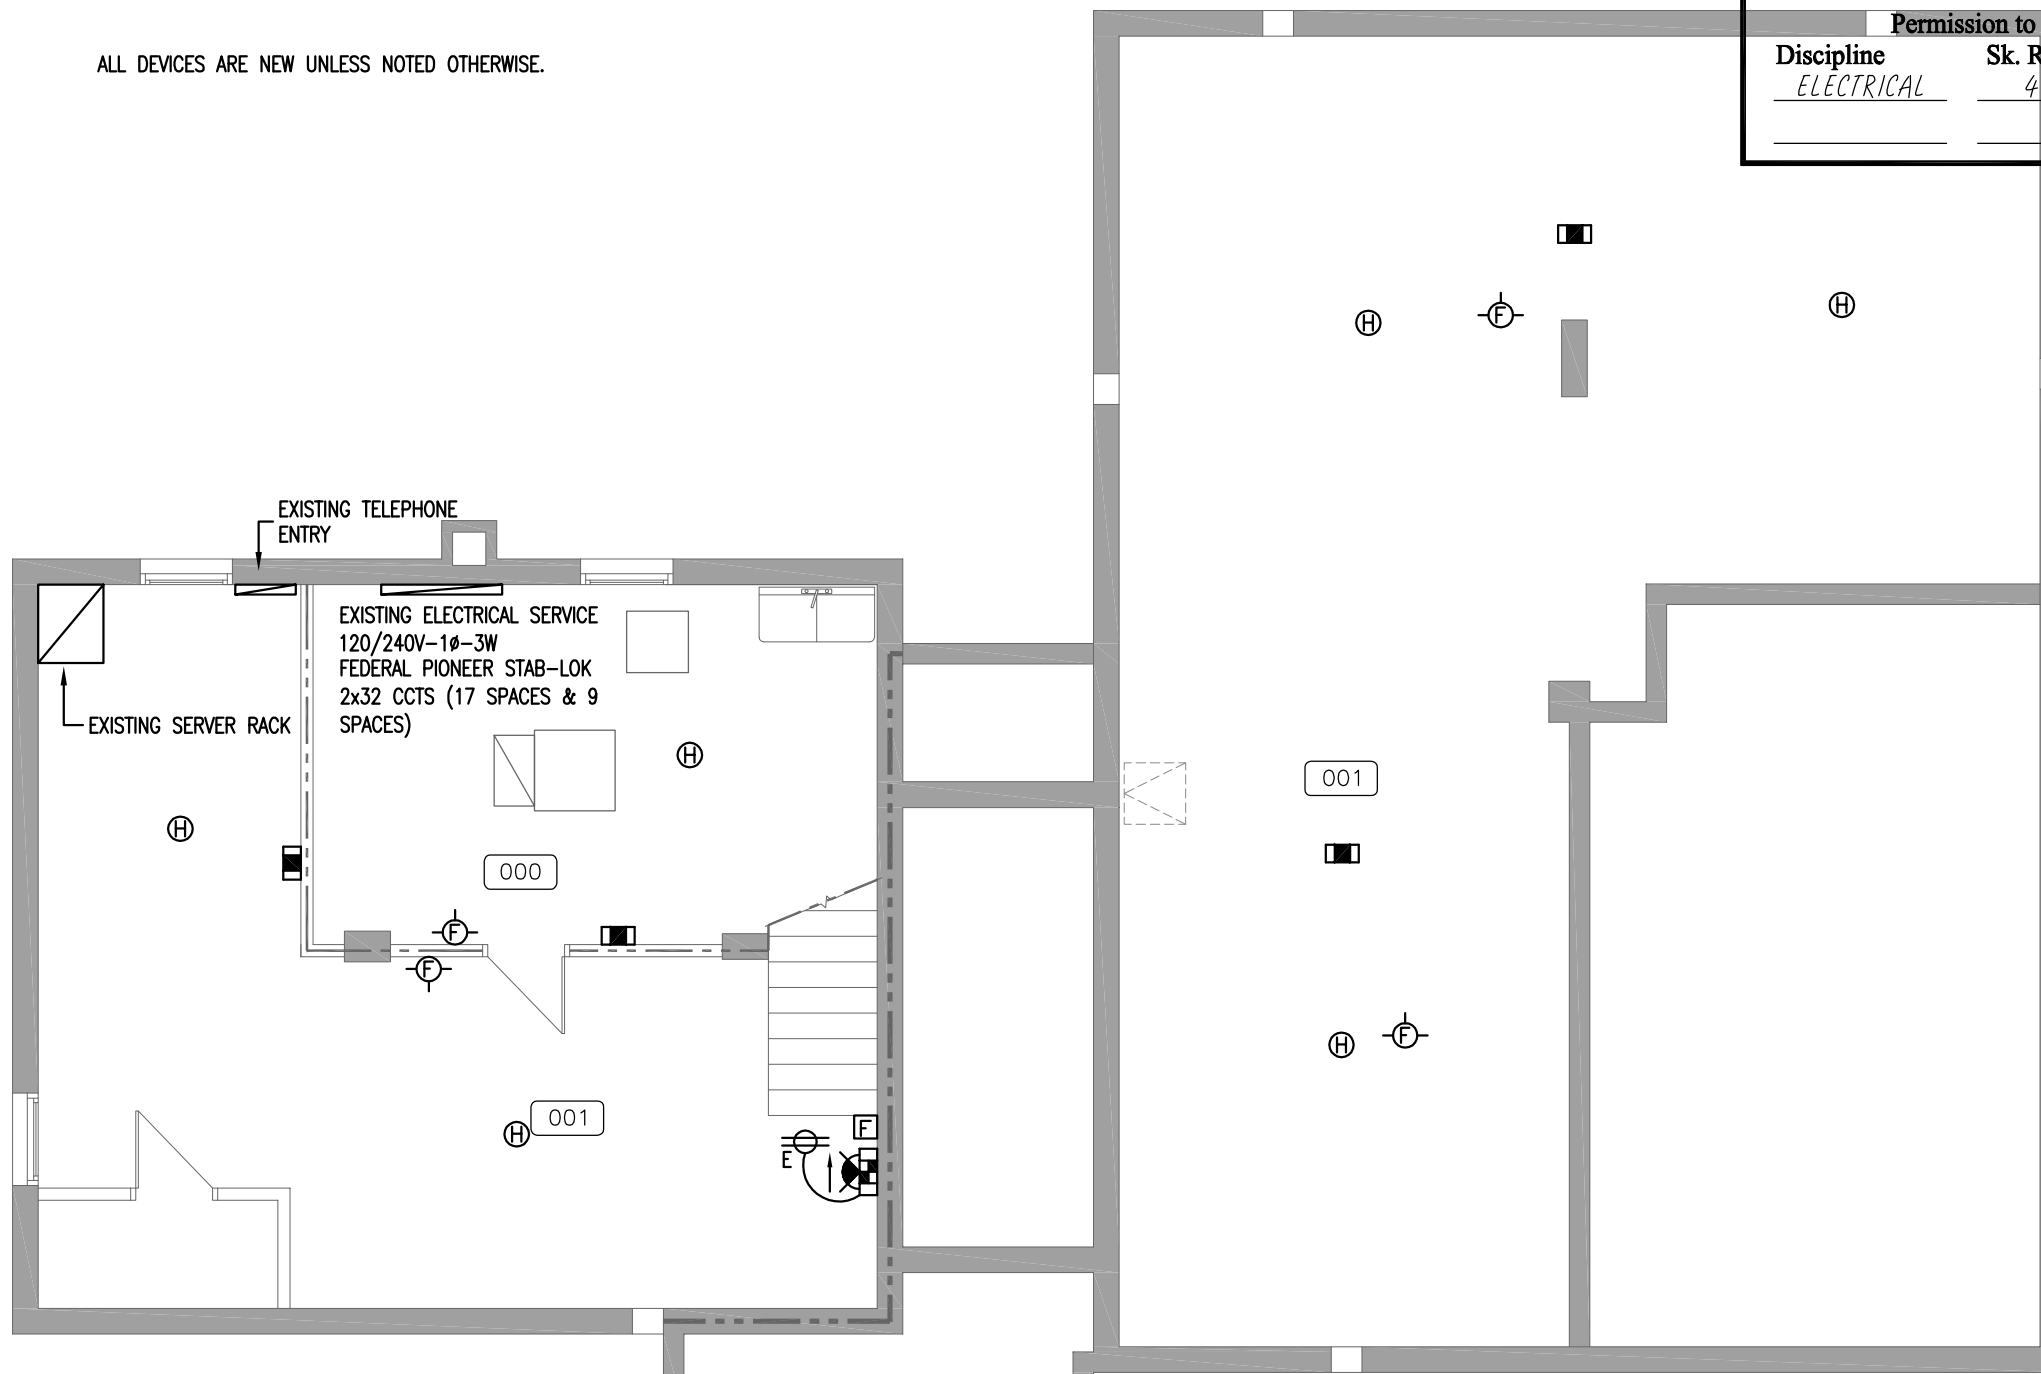 Permission to
Discipline Sk. R
ELECTRICAL 4
ALL DEVICES ARE NEW UNLESS NOTED OTHERWISE.
H
F
H
EXISTING TELEPHONE
ENTRY
EXISTING ELECTRICAL SERVICE
120/240V-1ø-3W
FEDERAL PIONEER STAB-LOK
2x32 CCTS (17 SPACES & 9
SPACES)
EXISTING SERVER RACK
H
H
000
001
F
F
H
F
H
001
F
E